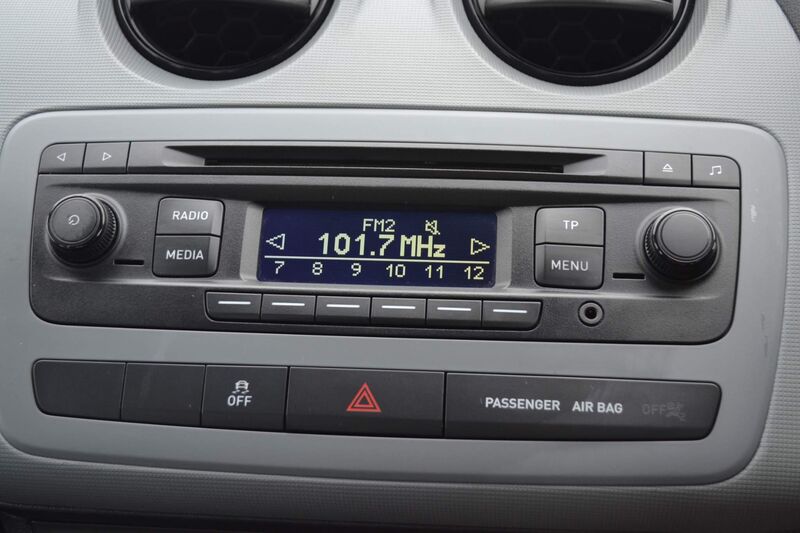 RADIO
MEDIA
FM2
101.7 MHz
7 8 9 10 11 12
TP
MENU
OFF
PASSENGER AIR BAG OFF